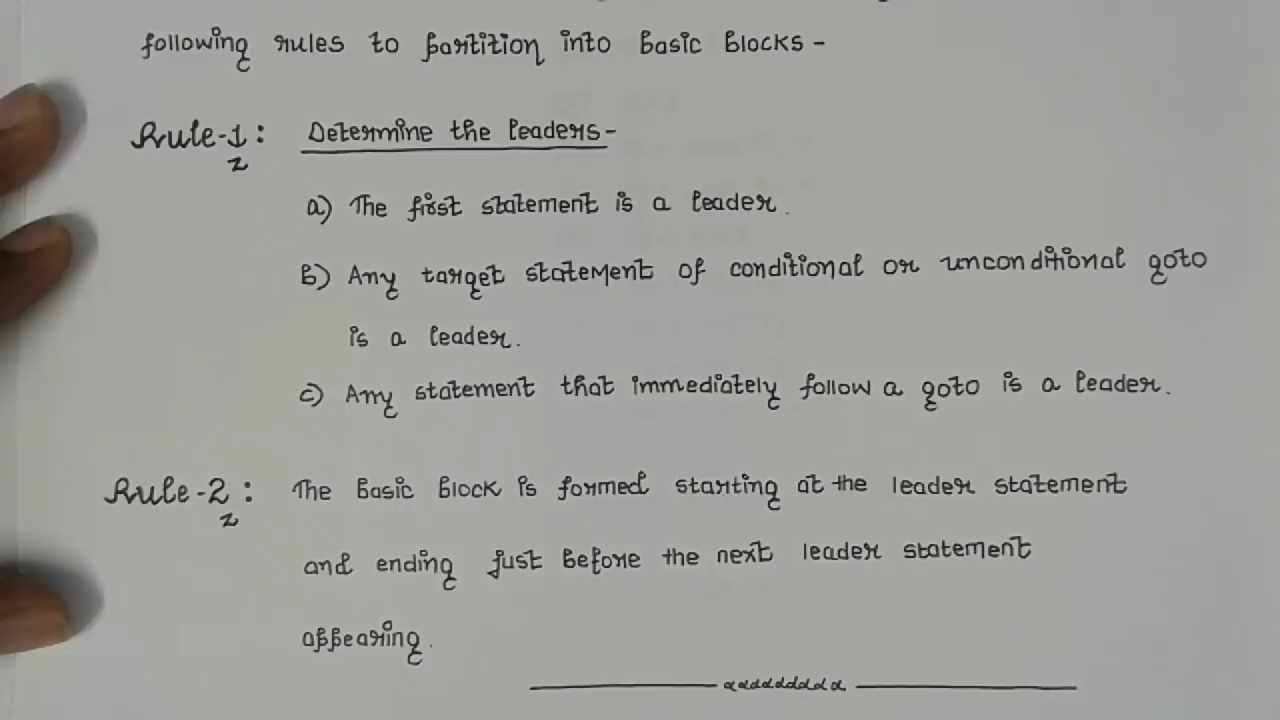 following rules to partition into Basic Blocks -
Rule-1 : Determine the leaders -
a) The first statement is a leader.
b) Any target statement of conditional or unconditional goto
is a leader.
c) Any statement that immediately follow a goto is a leader.
Rule-2 : The Basic Block is formed starting at the leader statement
and ending just before the next leader statement
appearing.